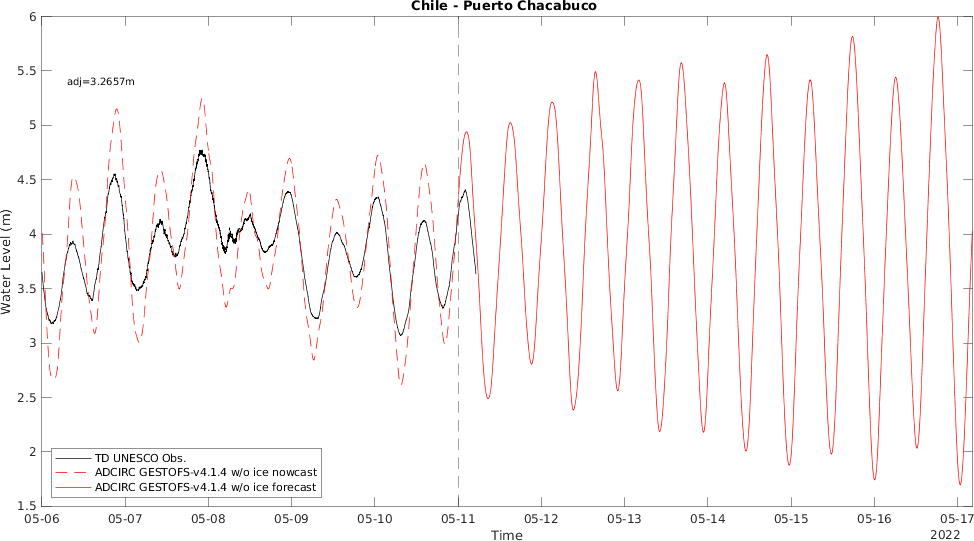 Chile - Puerto Chacabuco
6
5.5
adj=3.2657m
5
4.5
4
3.5
3
2.5
2
1.5
Water Level (m)
TD UNESCO Obs.
ADCIRC GESTOFS-v4.1.4 w/o ice nowcast
ADCIRC GESTOFS-v4.1.4 w/o ice forecast
05-06 05-07 05-08 05-09 05-10 05-11 05-12 05-13 05-14 05-15 05-16 05-17
Time
2022